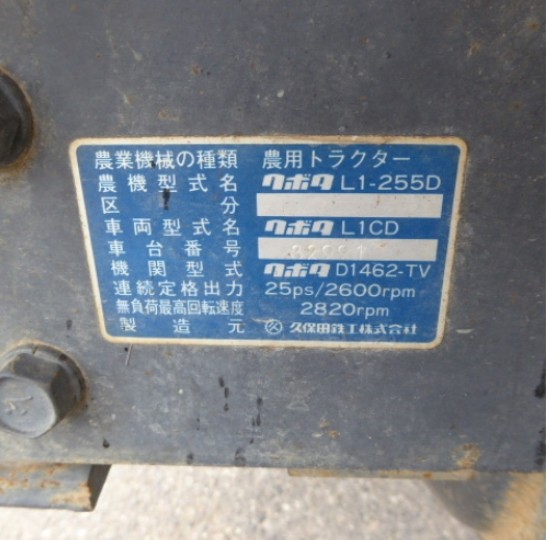 農業機械の種類 農用トラクター
農機型式名 クボタ L1-255D
区分
車両型式名 クボタ L1CD
車台番号
機関型式 クボタ D1462-TV
連続定格出力 25ps/2600rpm
無負荷最高回転速度 2820rpm
製造元 久 久保田鉄工株式会社